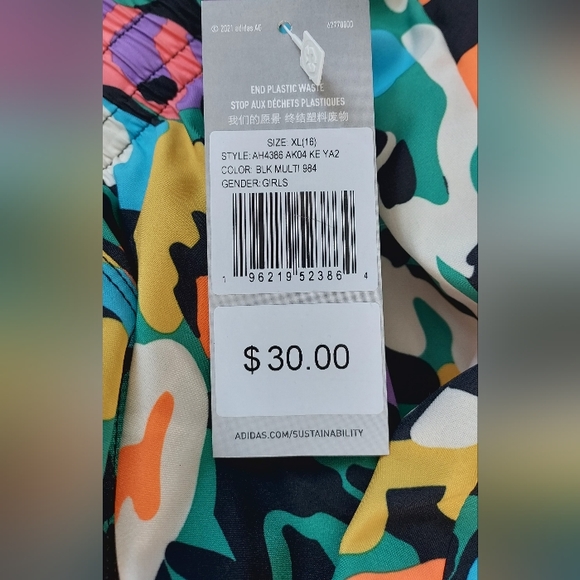 © 2021 adidas AG 67770800
END PLASTIC WASTE
STOP AUX DÉCHETS PLASTIQUES
我们的愿景 终结塑料废物
SIZE: XL(16)
STYLE: AH4386 AK04 KE YA2
COLOR: BLK MULTI 984
GENDER: GIRLS
1 96219 52386 4
$30.00
ADIDAS.COM/SUSTAINABILITY